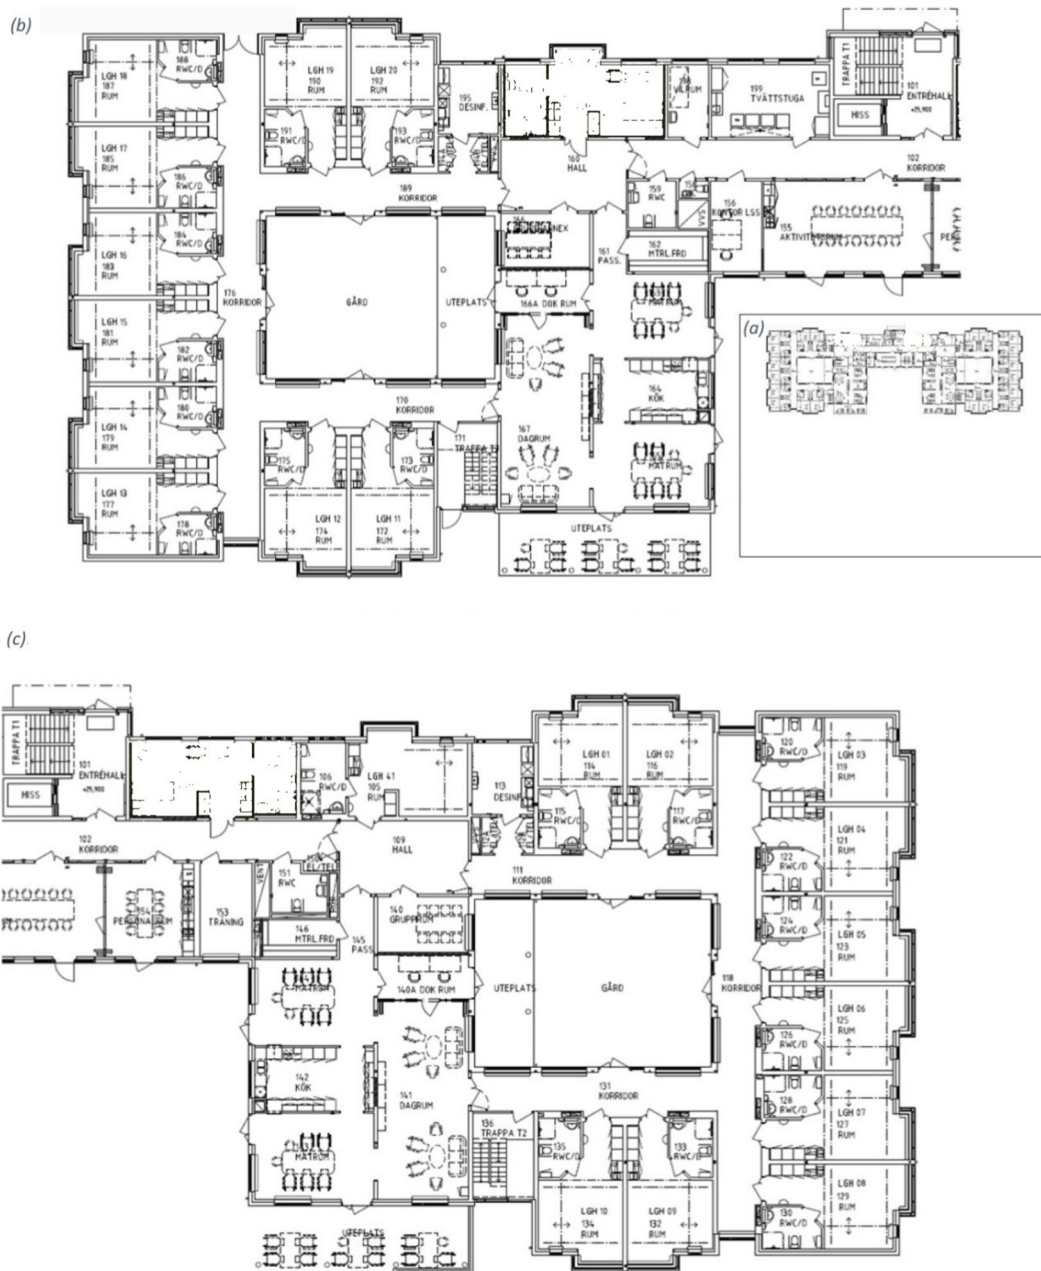 (b)
LGH 18
187
RUM
188
RWC/D
LGH 17
185
RUM
186
RWC/D
184
RWC/D
LGH 16
183
RUM
LGH 15
181
RUM
182
RWC/D
180
RWC/D
LGH 14
179
RUM
LGH 13
177
RUM
178
RWC/D
176
KORRIDOR
LGH 19
190
RUM
LGH 20
192
RUM
191
RWC/D
193
RWC/D
195
DESINF.
189
KORRIDOR
GÅRD
UTEPLATS
170
KORRIDOR
175
RWC/D
173
RWC/D
171
LGH 12
174
RUM
LGH 11
172
RUM
160
HALL
199
TVÄTTSTUGA
TRAPPA T1
HISS
101
ENTRÉHALL
+25,900
102
KORRIDOR
159
RWC
VVS
156
KONTOR LSS
155
162
MTRL.FRD
161
PASS.
166A DOK RUM
MATRUM
164
KÖK
167
DAGRUM
MATRUM
UTEPLATS
(a)
(c)
TRAPPA T1
HISS
101
ENTRÉHALL
+25,900
102
KORRIDOR
106
RWC/D
LGH 41
105
RUM
113
DESINF.
109
HALL
151
RWC
VENT
EL/TEL
154
153
TRÄNING
146
MTRL.FRD
145
PASS.
140
GRUPPRUM
140A DOK RUM
MATRUM
142
KÖK
141
DAGRUM
MATRUM
UTEPLATS
LGH 01
114
RUM
LGH 02
116
RUM
115
RWC/D
117
RWC/D
111
KORRIDOR
UTEPLATS
GÅRD
118
KORRIDOR
131
KORRIDOR
136
TRAPPA T2
135
RWC/D
133
RWC/D
LGH 10
134
RUM
LGH 09
132
RUM
120
RWC/D
LGH 03
119
RUM
LGH 04
121
RUM
122
RWC/D
124
RWC/D
LGH 05
123
RUM
LGH 06
125
RUM
126
RWC/D
128
RWC/D
LGH 07
127
RUM
LGH 08
129
RUM
130
RWC/D